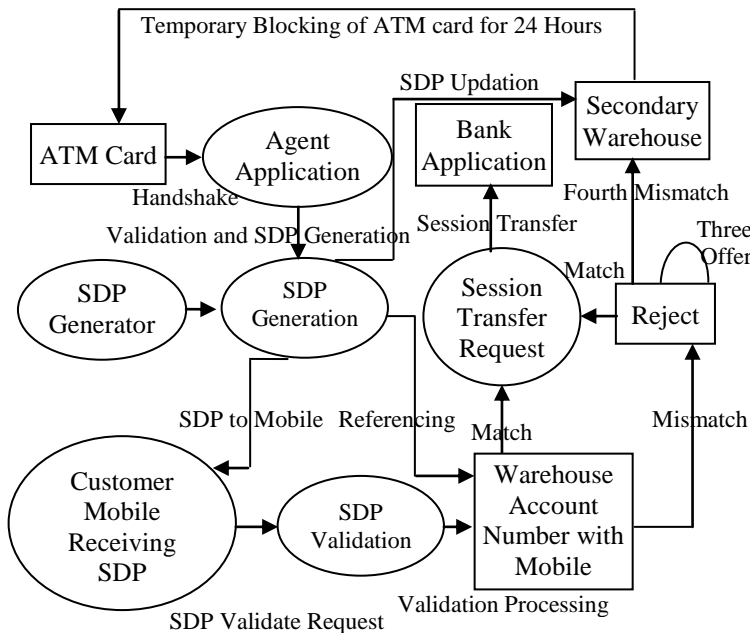 Temporary Blocking of ATM card for 24 Hours
SDP Updation
Secondary
Warehouse
Bank
Application
ATM Card
Agent
Application
Handshake
Fourth Mismatch
Validation and SDP Generation
Session Transfer
Three
Offer
Match
SDP
Generator
SDP
Generation
Session
Transfer
Request
Reject
SDP to Mobile
Referencing
Match
Mismatch
Customer
Mobile
Receiving
SDP
SDP
Validation
Warehouse
Account
Number with
Mobile
Validation Processing
SDP Validate Request